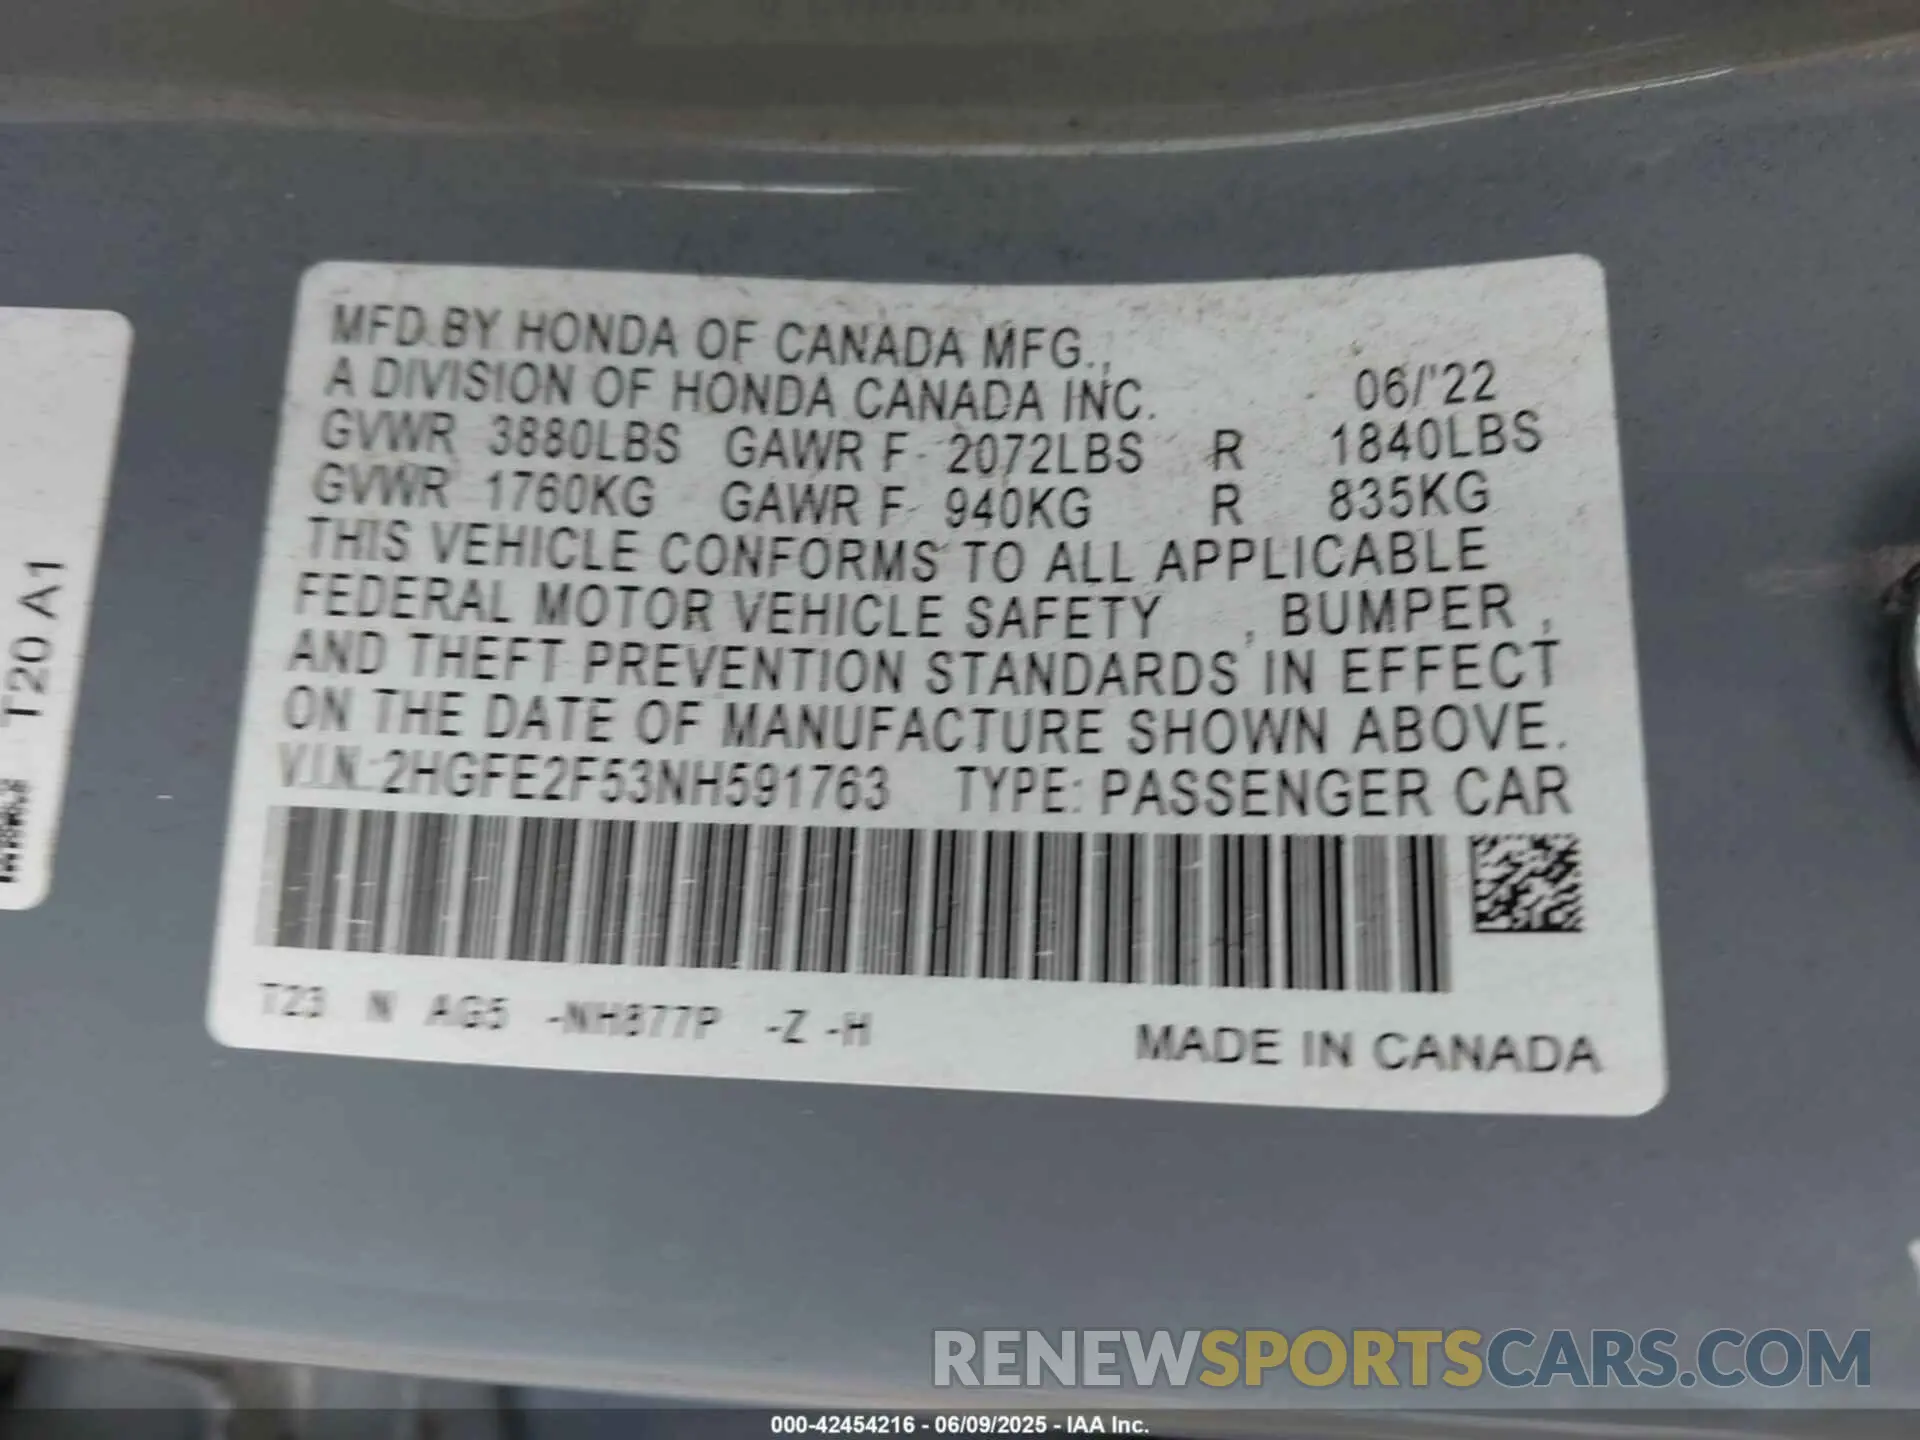 MFD. BY HONDA OF CANADA MFG.,
A DIVISION OF HONDA CANADA INC. 06/'22
GVWR 3880LBS GAWR F 2072LBS R 1840LBS
GVWR 1760KG GAWR F 940KG R 835KG
THIS VEHICLE CONFORMS TO ALL APPLICABLE
FEDERAL MOTOR VEHICLE SAFETY , BUMPER ,
AND THEFT PREVENTION STANDARDS IN EFFECT
ON THE DATE OF MANUFACTURE SHOWN ABOVE.
V.I.N.:2HGFE2F53NH591763 TYPE: PASSENGER CAR
T23 N AG5 -NH877P -Z -H
MADE IN CANADA
T20 A1
RENEWSPORTSCARS.COM
000-42454216 - 06/09/2025 - IAA Inc.